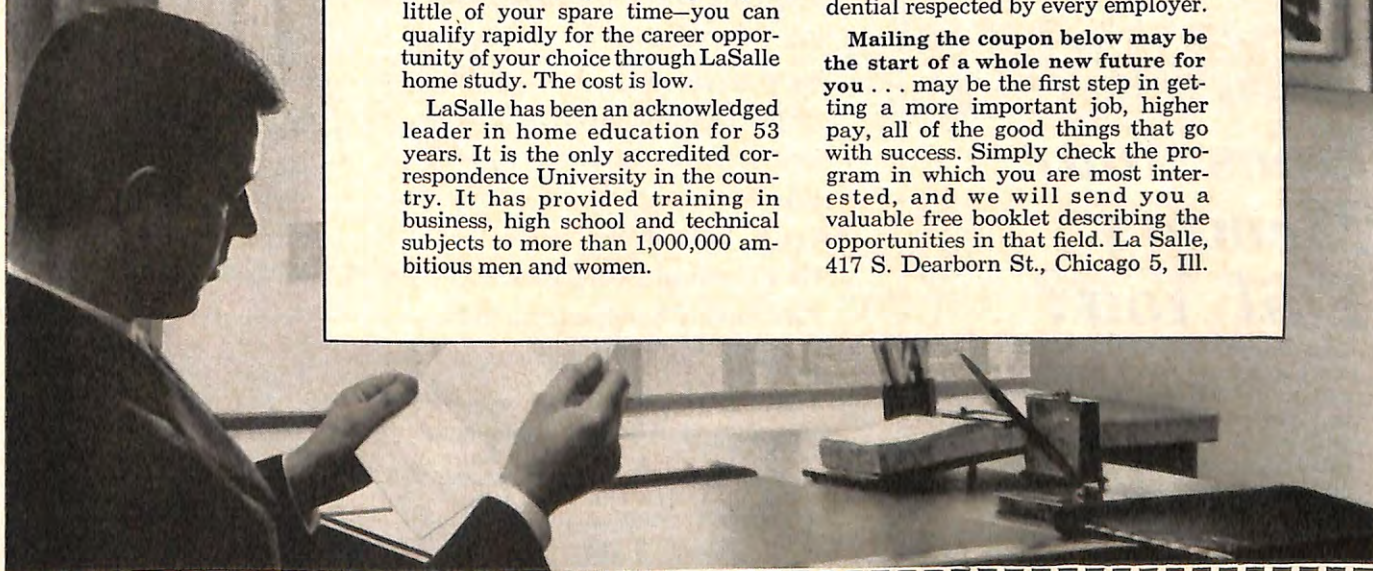 little of your spare time—you can
qualify rapidly for the career oppor-
tunity of your choice through LaSalle
home study. The cost is low.
LaSalle has been an acknowledged
leader in home education for 53
years. It is the only accredited cor-
respondence University in the coun-
try. It has provided training in
business, high school and technical
subjects to more than 1,000,000 am-
bitious men and women.
dential respected by every employer.
Mailing the coupon below may be
the start of a whole new future for
you . . . may be the first step in get-
ting a more important job, higher
pay, all of the good things that go
with success. Simply check the pro-
gram in which you are most inter-
ested, and we will send you a
valuable free booklet describing the
opportunities in that field. La Salle,
417 S. Dearborn St., Chicago 5, Ill.